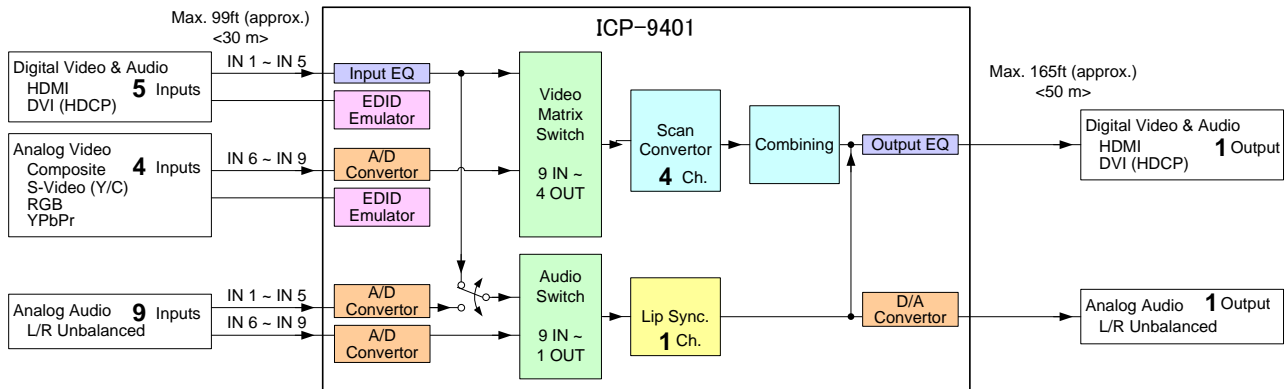 ICP-9401
Max. 99ft (approx.)
<30 m>
Digital Video & Audio
HDMI
DVI (HDCP)
5 Inputs
IN 1 ~ IN 5
Input EQ
EDID
Emulator
Analog Video
Composite
S-Video (Y/C)
RGB
YPbPr
4 Inputs
IN 6 ~ IN 9
A/D
Convertor
EDID
Emulator
Video
Matrix
Switch
9 IN ~
4 OUT
Scan
Convertor
4 Ch.
Combining
Output EQ
Max. 165ft (approx.)
<50 m>
Digital Video & Audio
HDMI
DVI (HDCP)
1 Output
Analog Audio 9 Inputs
L/R Unbalanced
IN 1 ~ IN 5
A/D
Convertor
IN 6 ~ IN 9
A/D
Convertor
Audio
Switch
9 IN ~
1 OUT
Lip Sync.
1 Ch.
D/A
Convertor
Analog Audio 1 Output
L/R Unbalanced